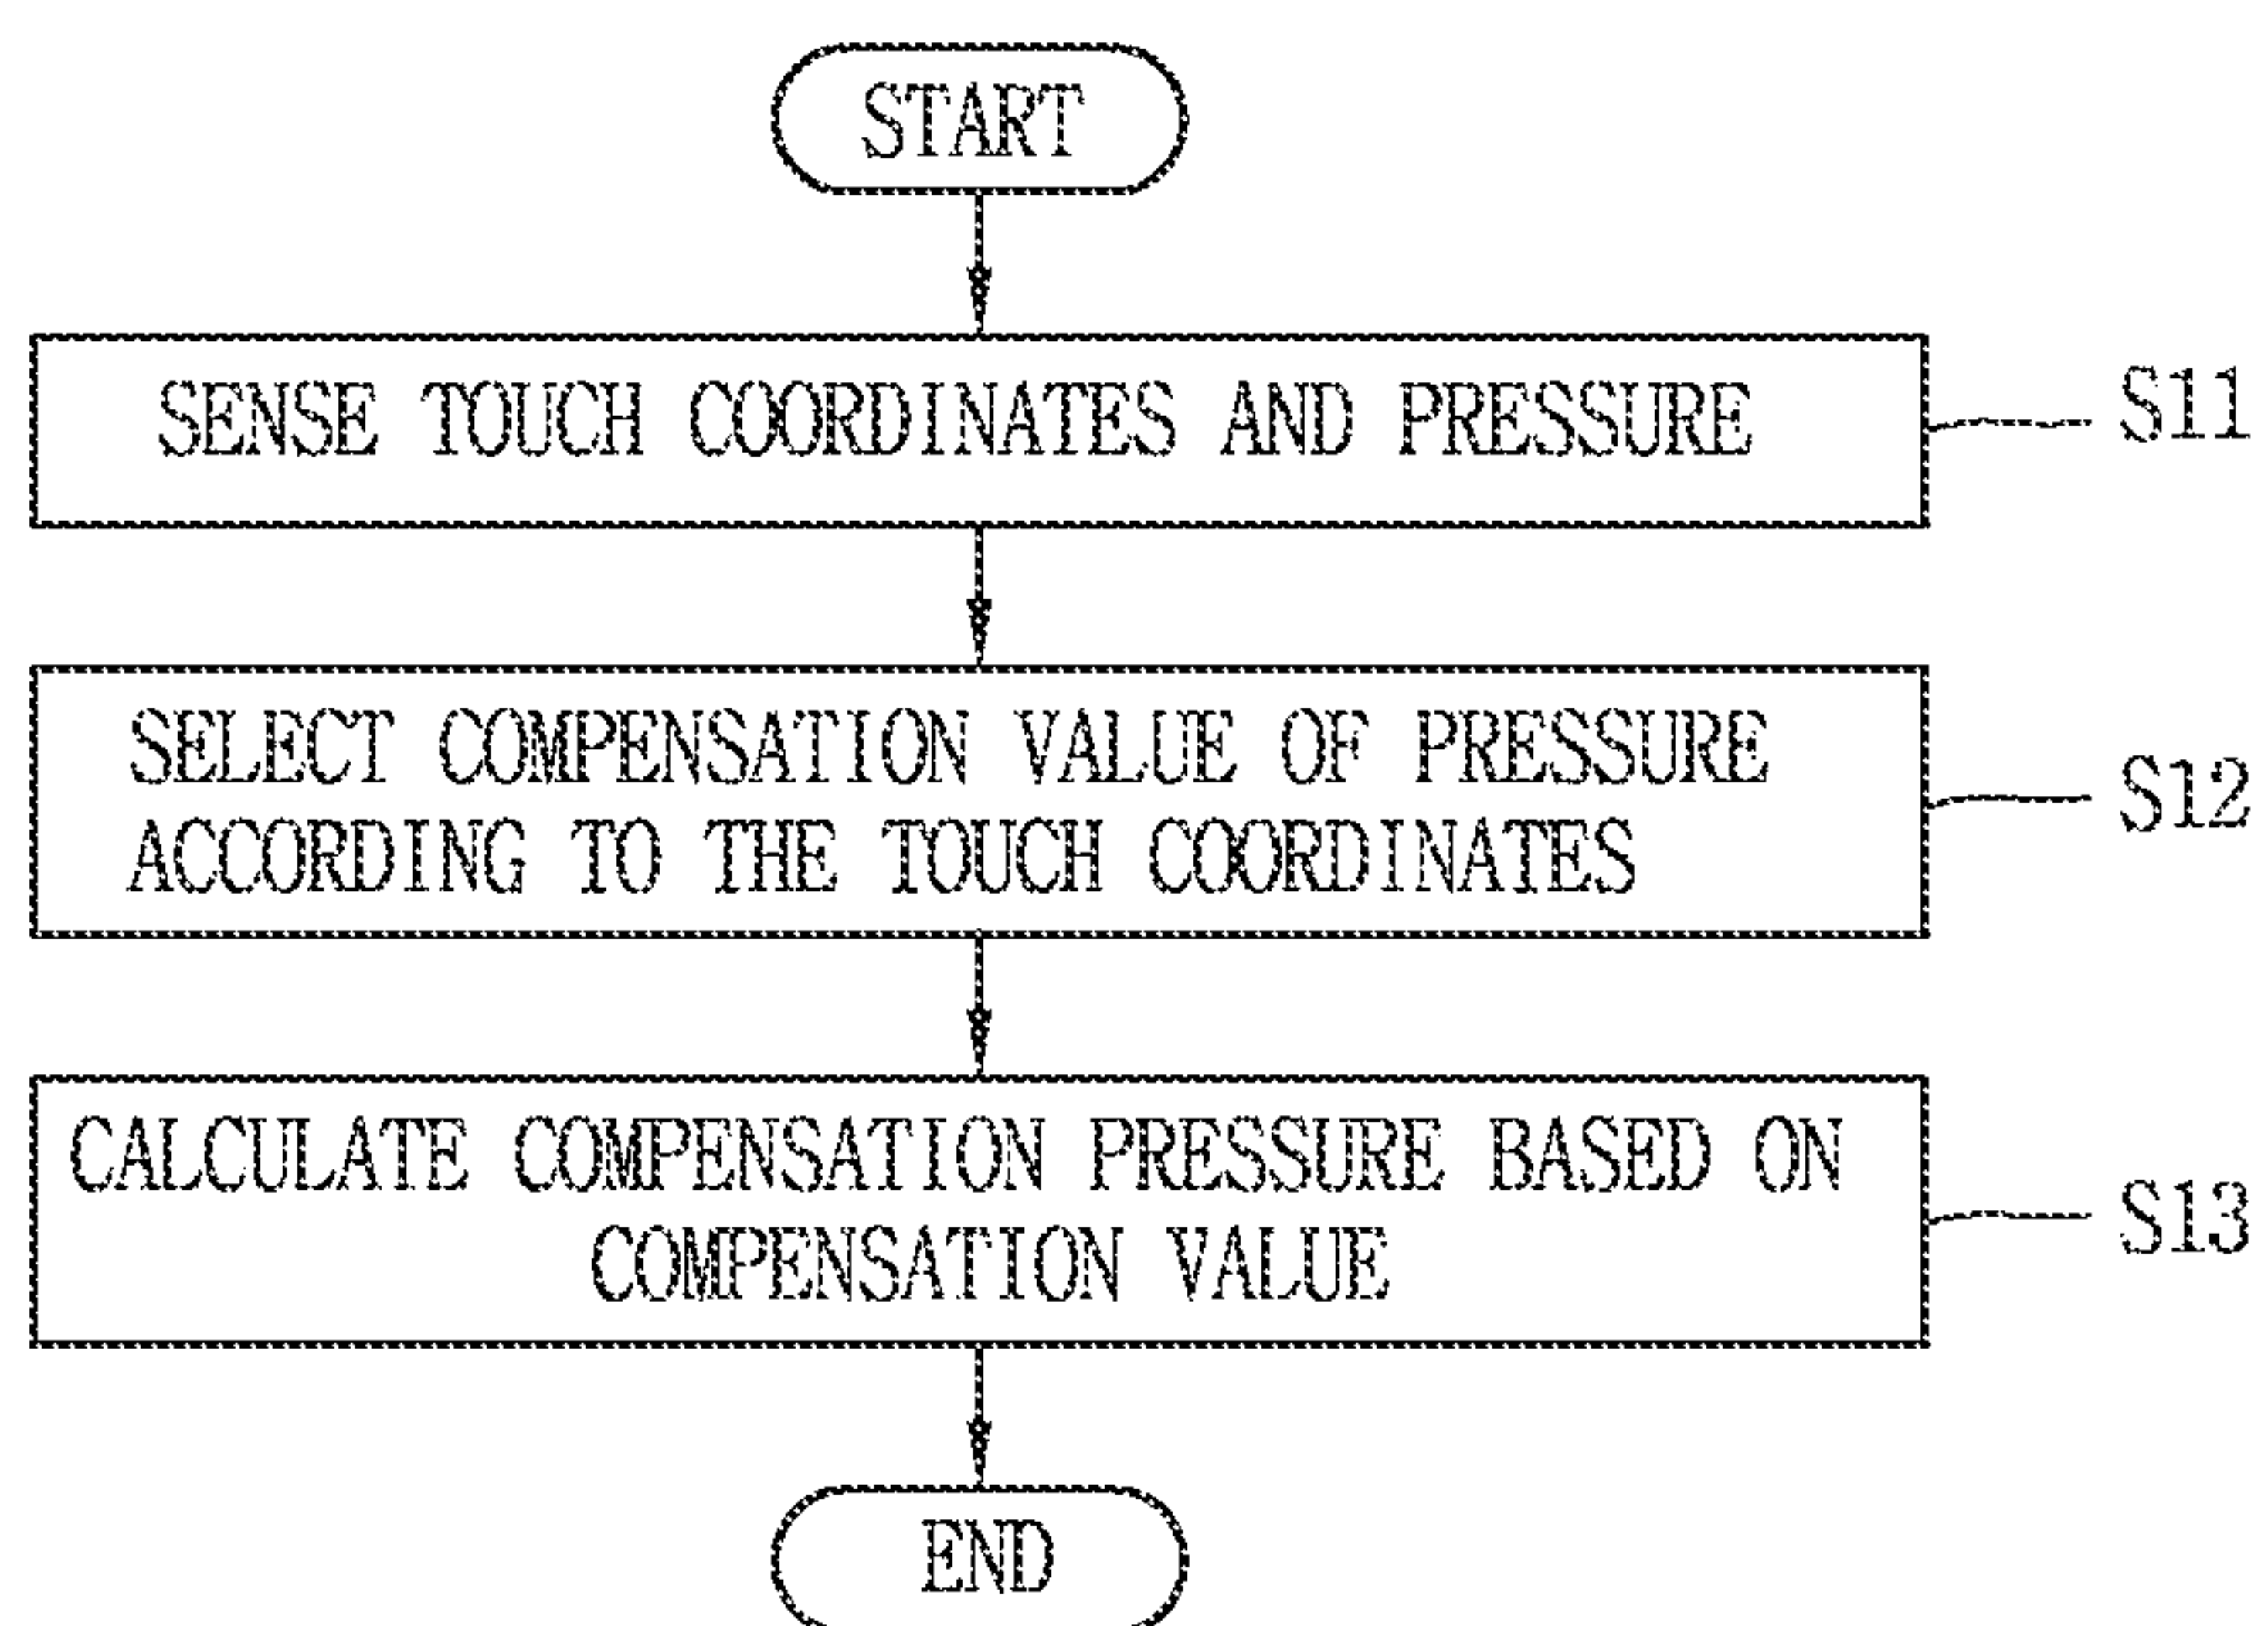 START
SENSE TOUCH COORDINATES AND PRESSURE
S11
SELECT COMPENSATION VALUE OF PRESSURE
ACCORDING TO THE TOUCH COORDINATES
S12
CALCULATE COMPENSATION PRESSURE BASED ON
COMPENSATION VALUE
S13
END